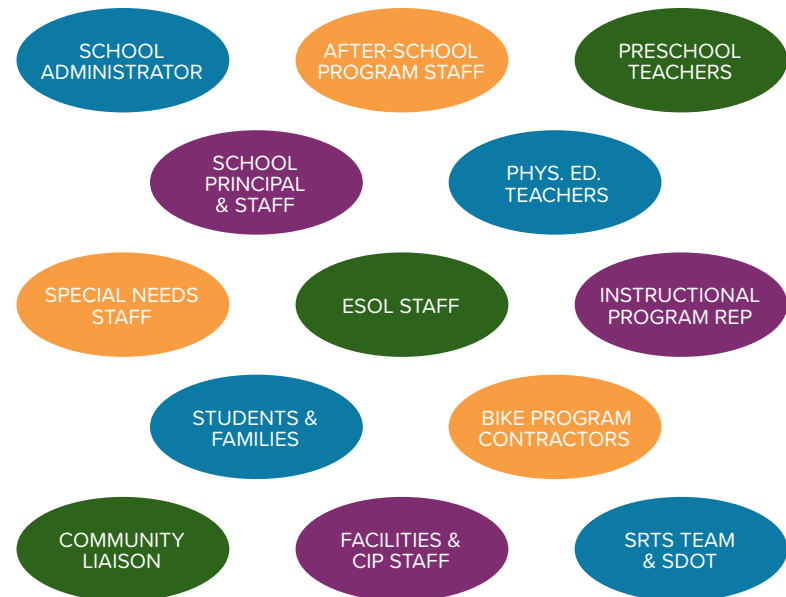 SCHOOL
ADMINISTRATOR
AFTER-SCHOOL
PROGRAM STAFF
PRESCHOOL
TEACHERS
SCHOOL
PRINCIPAL
& STAFF
PHYS. ED.
TEACHERS
SPECIAL NEEDS
STAFF
ESOL STAFF
INSTRUCTIONAL
PROGRAM REP
STUDENTS &
FAMILIES
BIKE PROGRAM
CONTRACTORS
COMMUNITY
LIAISON
FACILITIES &
CIP STAFF
SRTS TEAM
& SDOT